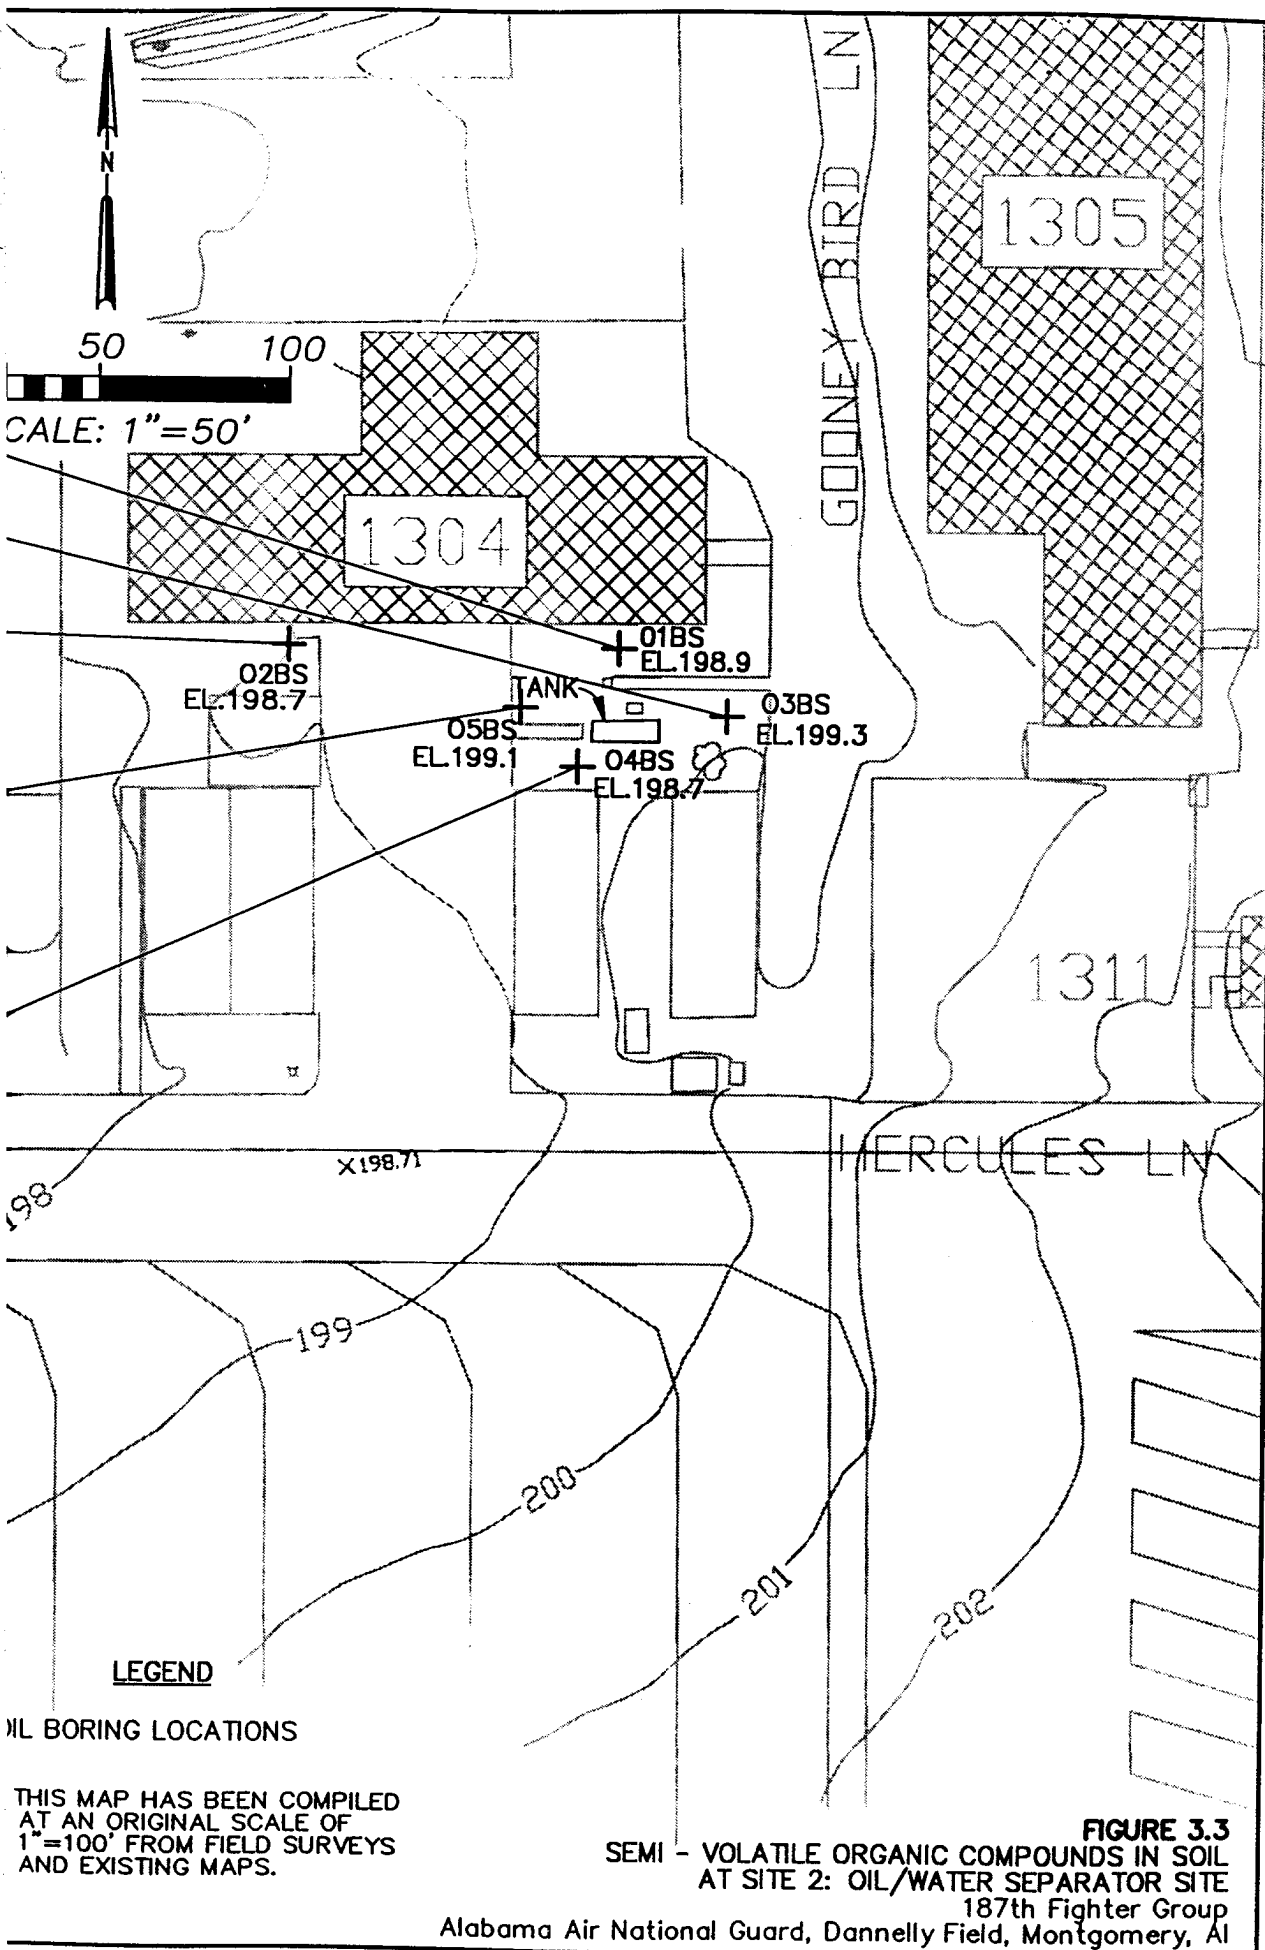 N
50 100
CALE: 1"=50'
GOONEY BIRD LN
1305
1304
01BS
EL.198.9
02BS
EL.198.7
TANK
03BS
EL.199.3
05BS
EL.199.1
04BS
EL.198.7
1311
HERCULES LN
X198.71
198
199
200
201
202
LEGEND
OIL BORING LOCATIONS
THIS MAP HAS BEEN COMPILED
AT AN ORIGINAL SCALE OF
1"=100' FROM FIELD SURVEYS
AND EXISTING MAPS.
FIGURE 3.3
SEMI - VOLATILE ORGANIC COMPOUNDS IN SOIL
AT SITE 2: OIL/WATER SEPARATOR SITE
187th Fighter Group
Alabama Air National Guard, Dannelly Field, Montgomery, Al